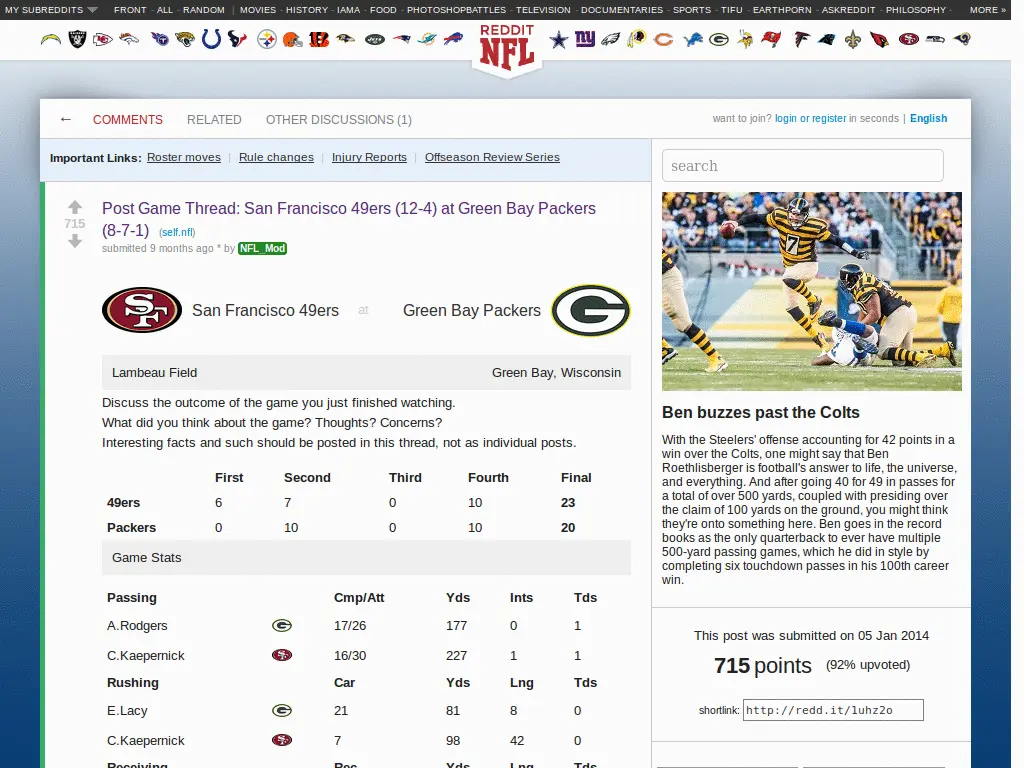 MY SUBREDDITS FRONT - ALL - RANDOM | MOVIES - HISTORY - IAMA - FOOD - PHOTOSHOPBATTLES - TELEVISION - DOCUMENTARIES - SPORTS - TIFU - EARTHPORN - ASKREDDIT - PHILOSOPHY - MORE »
REDDIT
NFL
← COMMENTS RELATED OTHER DISCUSSIONS (1)
want to join? login or register in seconds | English
Important Links: Roster moves | Rule changes | Injury Reports | Offseason Review Series
search
715
Post Game Thread: San Francisco 49ers (12-4) at Green Bay Packers
(8-7-1) (self.nfl)
submitted 9 months ago * by NFL_Mod
San Francisco 49ers at Green Bay Packers
Lambeau Field Green Bay, Wisconsin
Discuss the outcome of the game you just finished watching.
What did you think about the game? Thoughts? Concerns?
Interesting facts and such should be posted in this thread, not as individual posts.
First Second Third Fourth Final
49ers 6 7 0 10 23
Packers 0 10 0 10 20
Game Stats
Passing Cmp/Att Yds Ints Tds
A.Rodgers 17/26 177 0 1
C.Kaepernick 16/30 227 1 1
Rushing Car Yds Lng Tds
E.Lacy 21 81 8 0
C.Kaepernick 7 98 42 0
Receiving Rec Yds Lng Tds
Ben buzzes past the Colts
With the Steelers' offense accounting for 42 points in a
win over the Colts, one might say that Ben
Roethlisberger is football's answer to life, the universe,
and everything. And after going 40 for 49 in passes for
a total of over 500 yards, coupled with presiding over
the claim of 100 yards on the ground, you might think
they're onto something here. Ben goes in the record
books as the only quarterback to ever have multiple
500-yard passing games, which he did in style by
completing six touchdown passes in his 100th career
win.
This post was submitted on 05 Jan 2014
715 points (92% upvoted)
shortlink: http://redd.it/1uhz2o